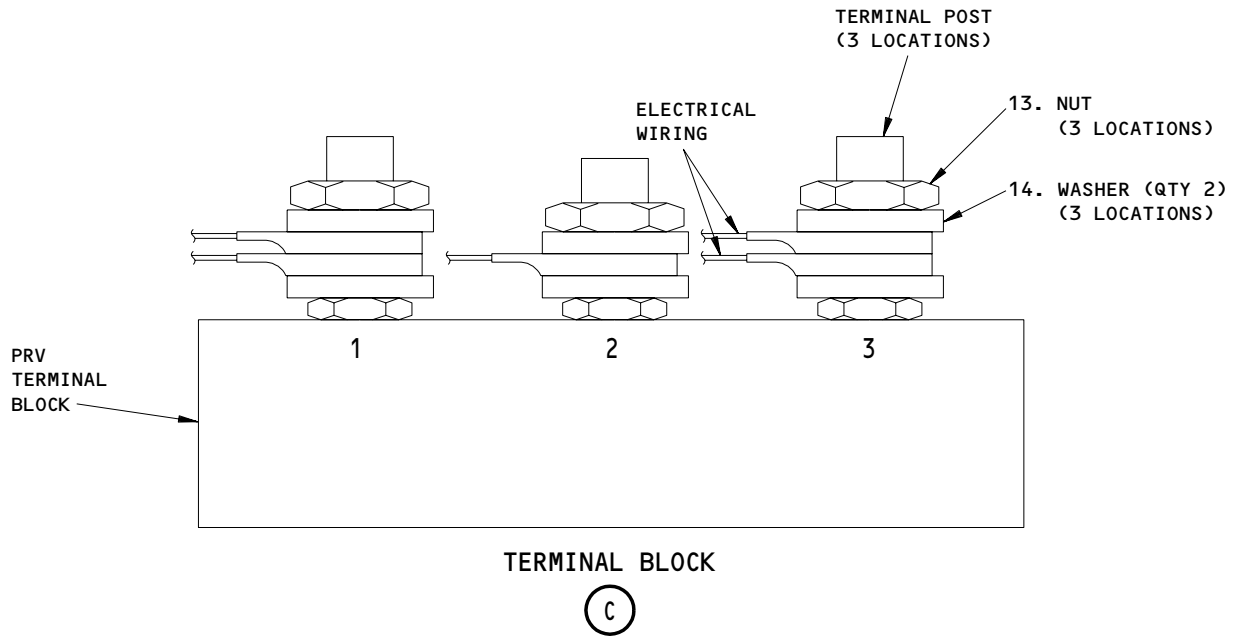 TERMINAL POST
(3 LOCATIONS)
13. NUT
(3 LOCATIONS)
ELECTRICAL
WIRING
14. WASHER (QTY 2)
(3 LOCATIONS)
1
2
3
PRV
TERMINAL
BLOCK
TERMINAL BLOCK
C